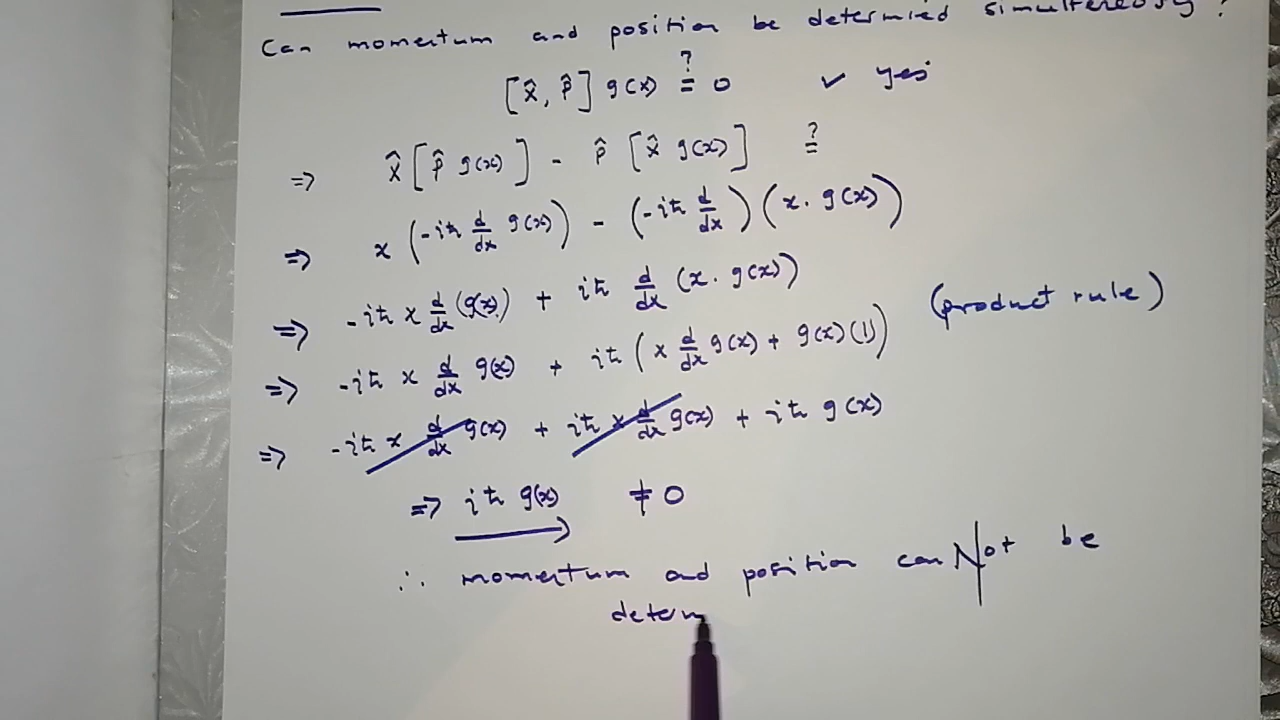 Can momentum and position be determined simultaneously?
[x̂, p̂] g(x) ≟ 0 ✓ yes
⇒ x̂ [p̂ g(x)] - p̂ [x̂ g(x)] ≟
⇒ x (-iħ d/dx g(x)) - (-iħ d/dx)(x. g(x))
⇒ -iħ x d/dx (g(x)) + iħ d/dx (x. g(x))
⇒ -iħ x d/dx g(x) + iħ (x d/dx g(x) + g(x)(1)) (product rule)
⇒ -iħ x d/dx g(x) + iħ x d/dx g(x) + iħ g(x)
⇒ iħ g(x) ≠ 0
∴ momentum and position canNot be
determ